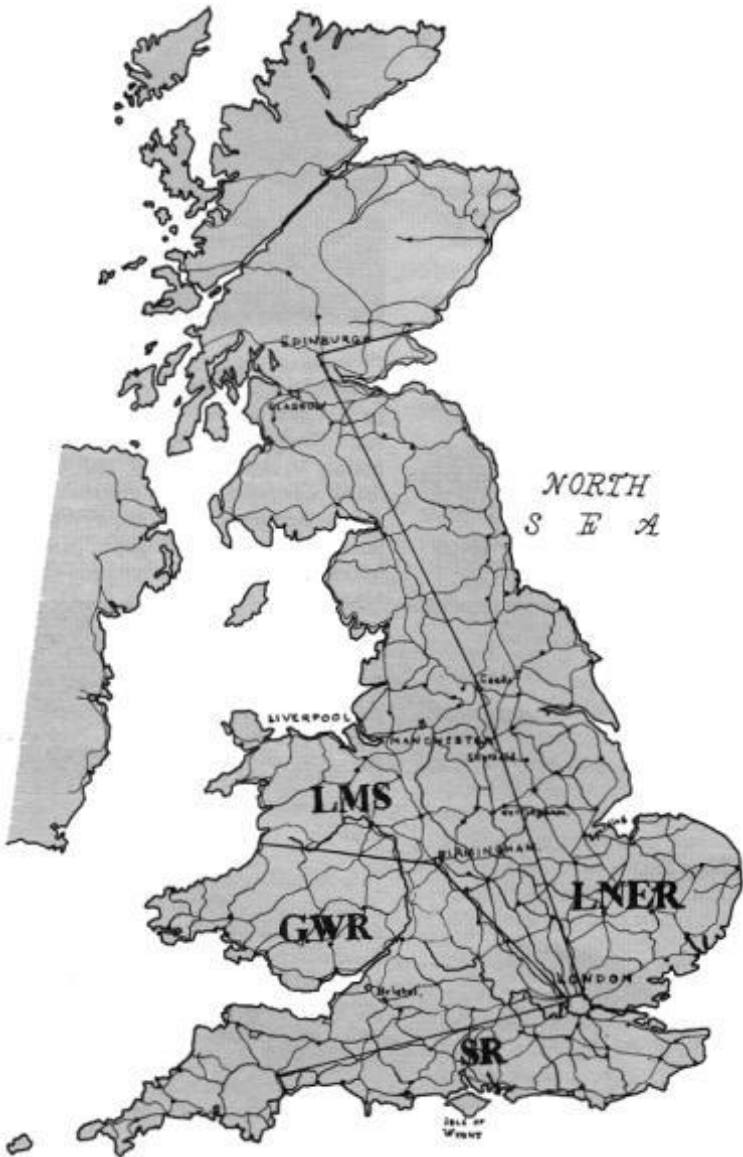 EDINBURGH
GLASGOW
NORTH
S E A
Leeds
LIVERPOOL
MANCHESTER
Sheffield
LMS
Nottingham
BIRMINGHAM
LNER
GWR
LONDON
Bristol
SR
ISLE OF
WIGHT